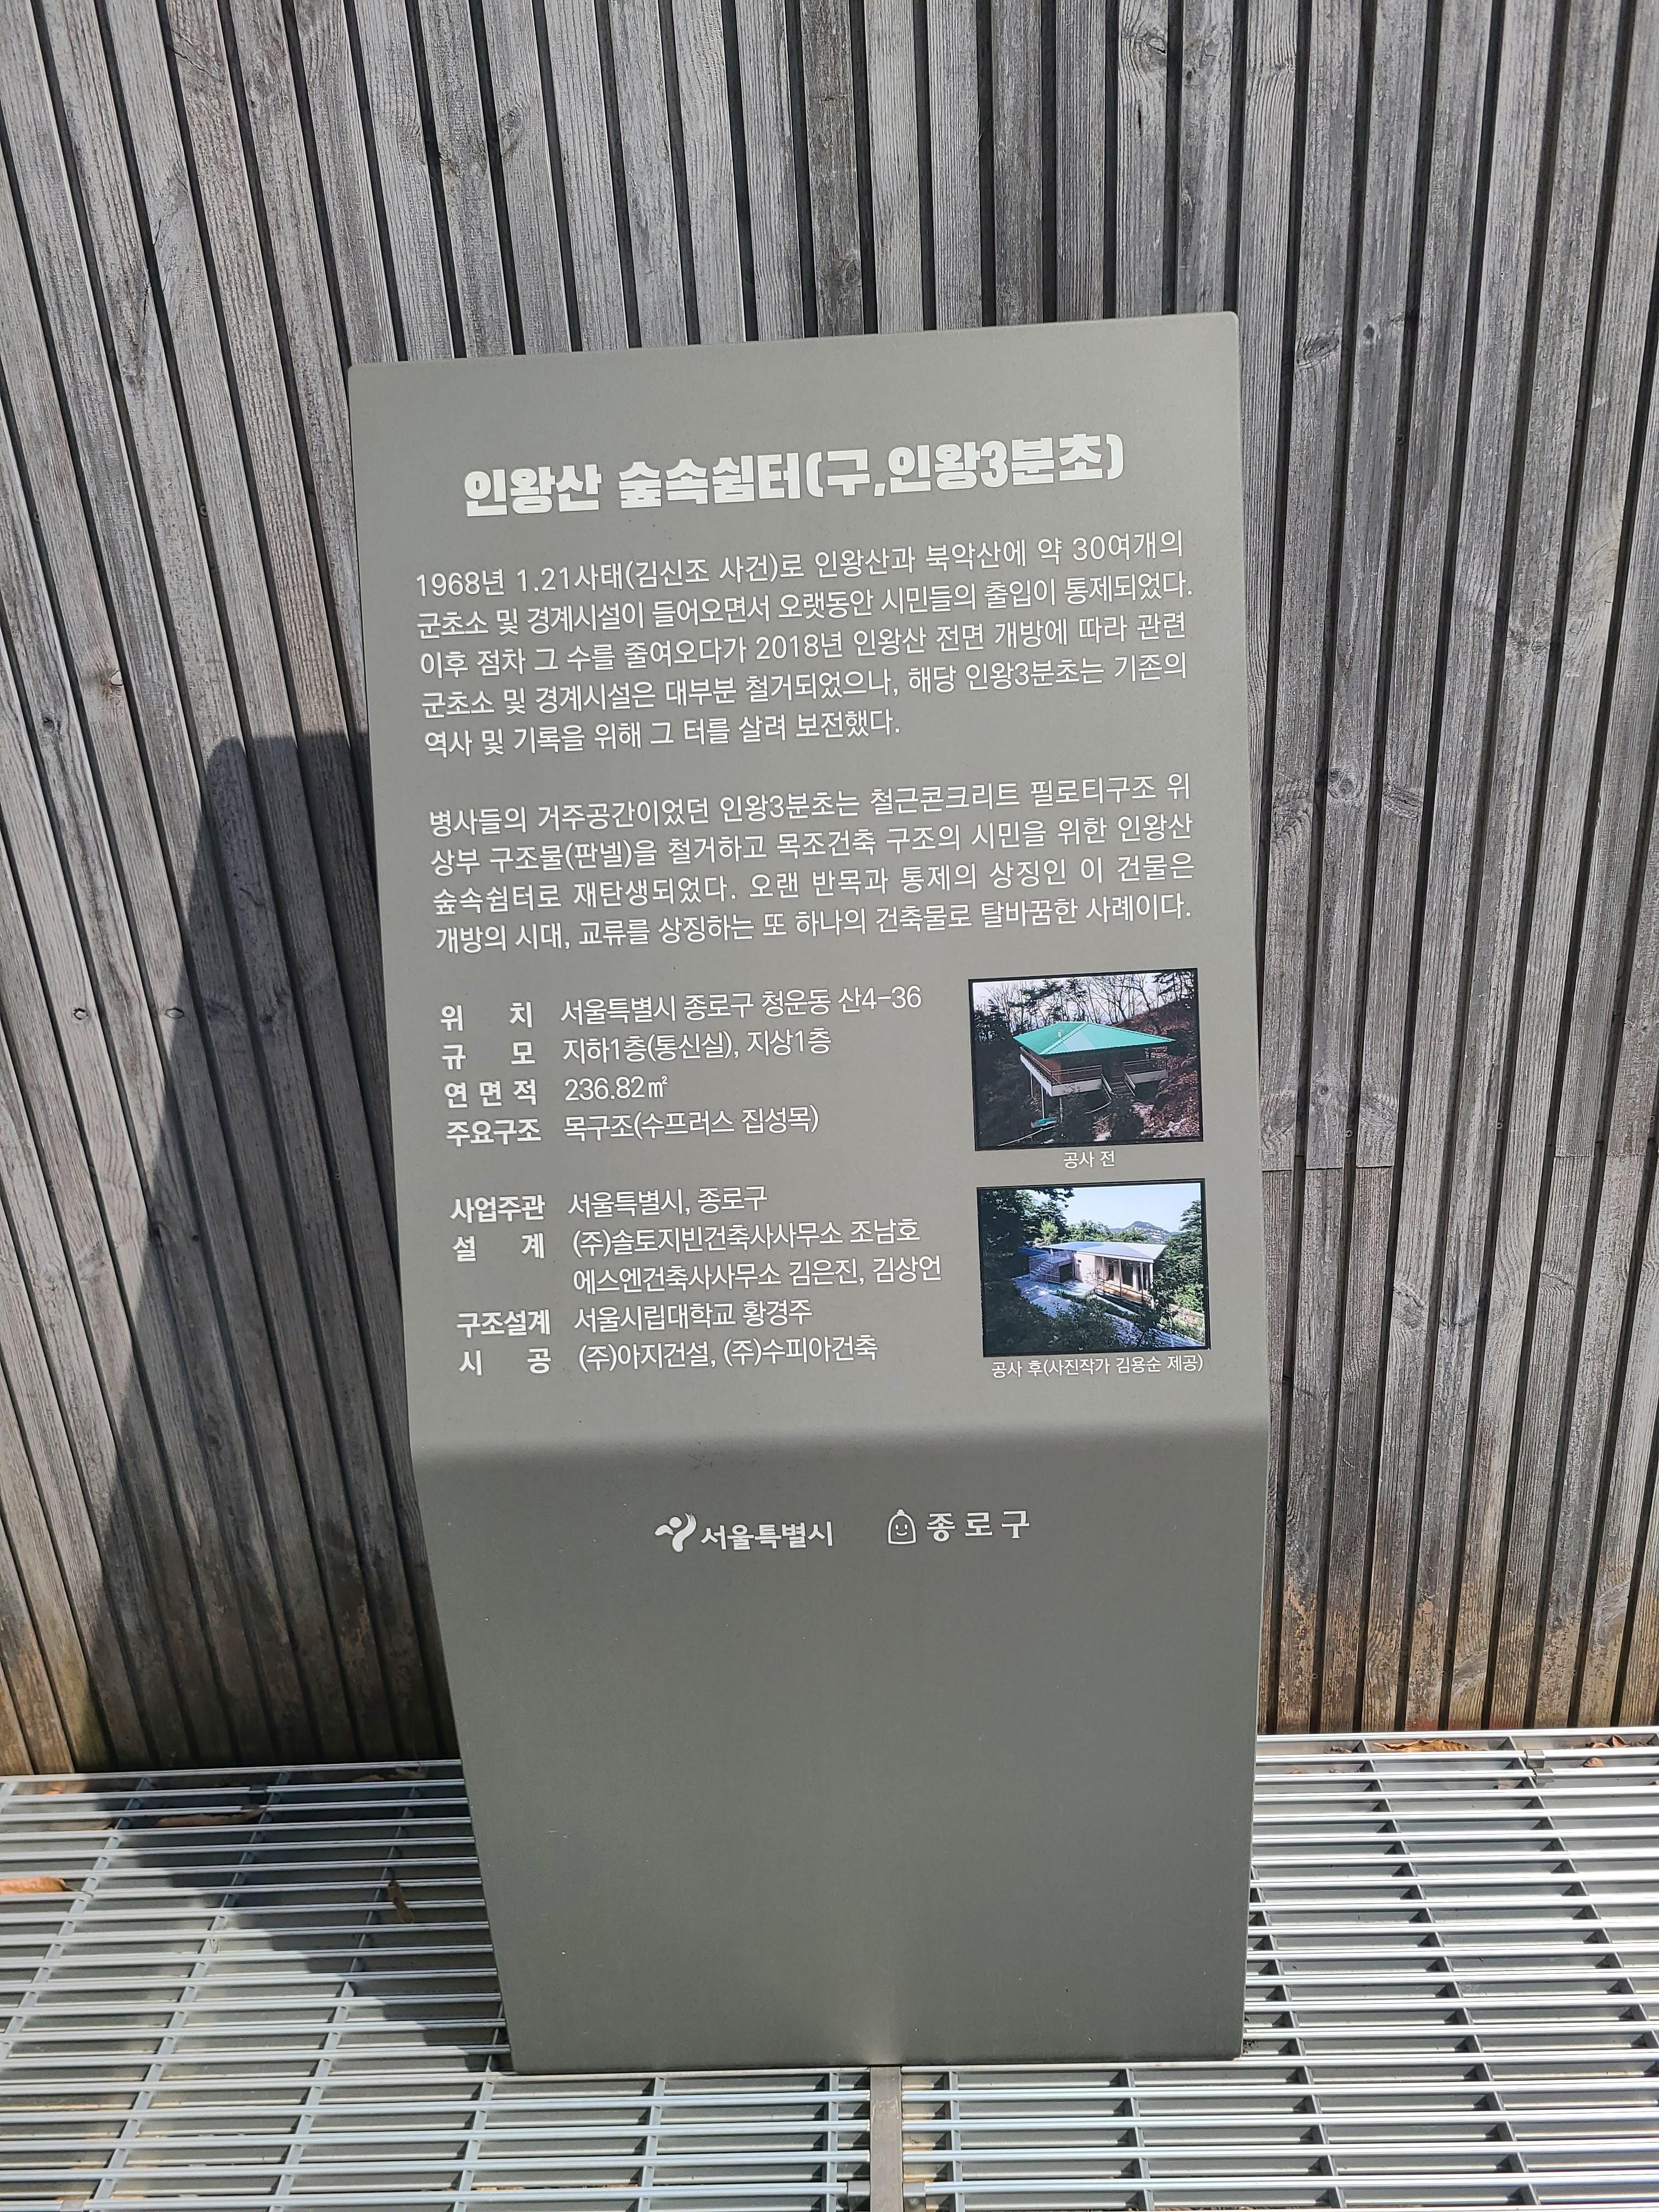 인왕산 숲속쉼터(구,인왕3분초)
1968년 1.21사태(김신조 사건)로 인왕산과 북악산에 약 30여개의
군초소 및 경계시설이 들어오면서 오랫동안 시민들의 출입이 통제되었다.
이후 점차 그 수를 줄여오다가 2018년 인왕산 전면 개방에 따라 관련
군초소 및 경계시설은 대부분 철거되었으나, 해당 인왕3분초는 기존의
역사 및 기록을 위해 그 터를 살려 보전했다.
병사들의 거주공간이었던 인왕3분초는 철근콘크리트 필로티구조 위
상부 구조물(판넬)을 철거하고 목조건축 구조의 시민을 위한 인왕산
숲속쉼터로 재탄생되었다. 오랜 반목과 통제의 상징인 이 건물은
개방의 시대, 교류를 상징하는 또 하나의 건축물로 탈바꿈한 사례이다.
위 치 서울특별시 종로구 청운동 산4-36
규 모 지하1층(통신실), 지상1층
연 면 적 236.82㎡
주요구조 목구조(수프러스 집성목)
공사 전
사업주관 서울특별시, 종로구
설 계 (주)솔토지빈건축사사무소 조남호
에스엔건축사사무소 김은진, 김상언
구조설계 서울시립대학교 황경주
시 공 (주)아지건설, (주)수피아건축
공사 후(사진작가 김용순 제공)
서울특별시 종로구